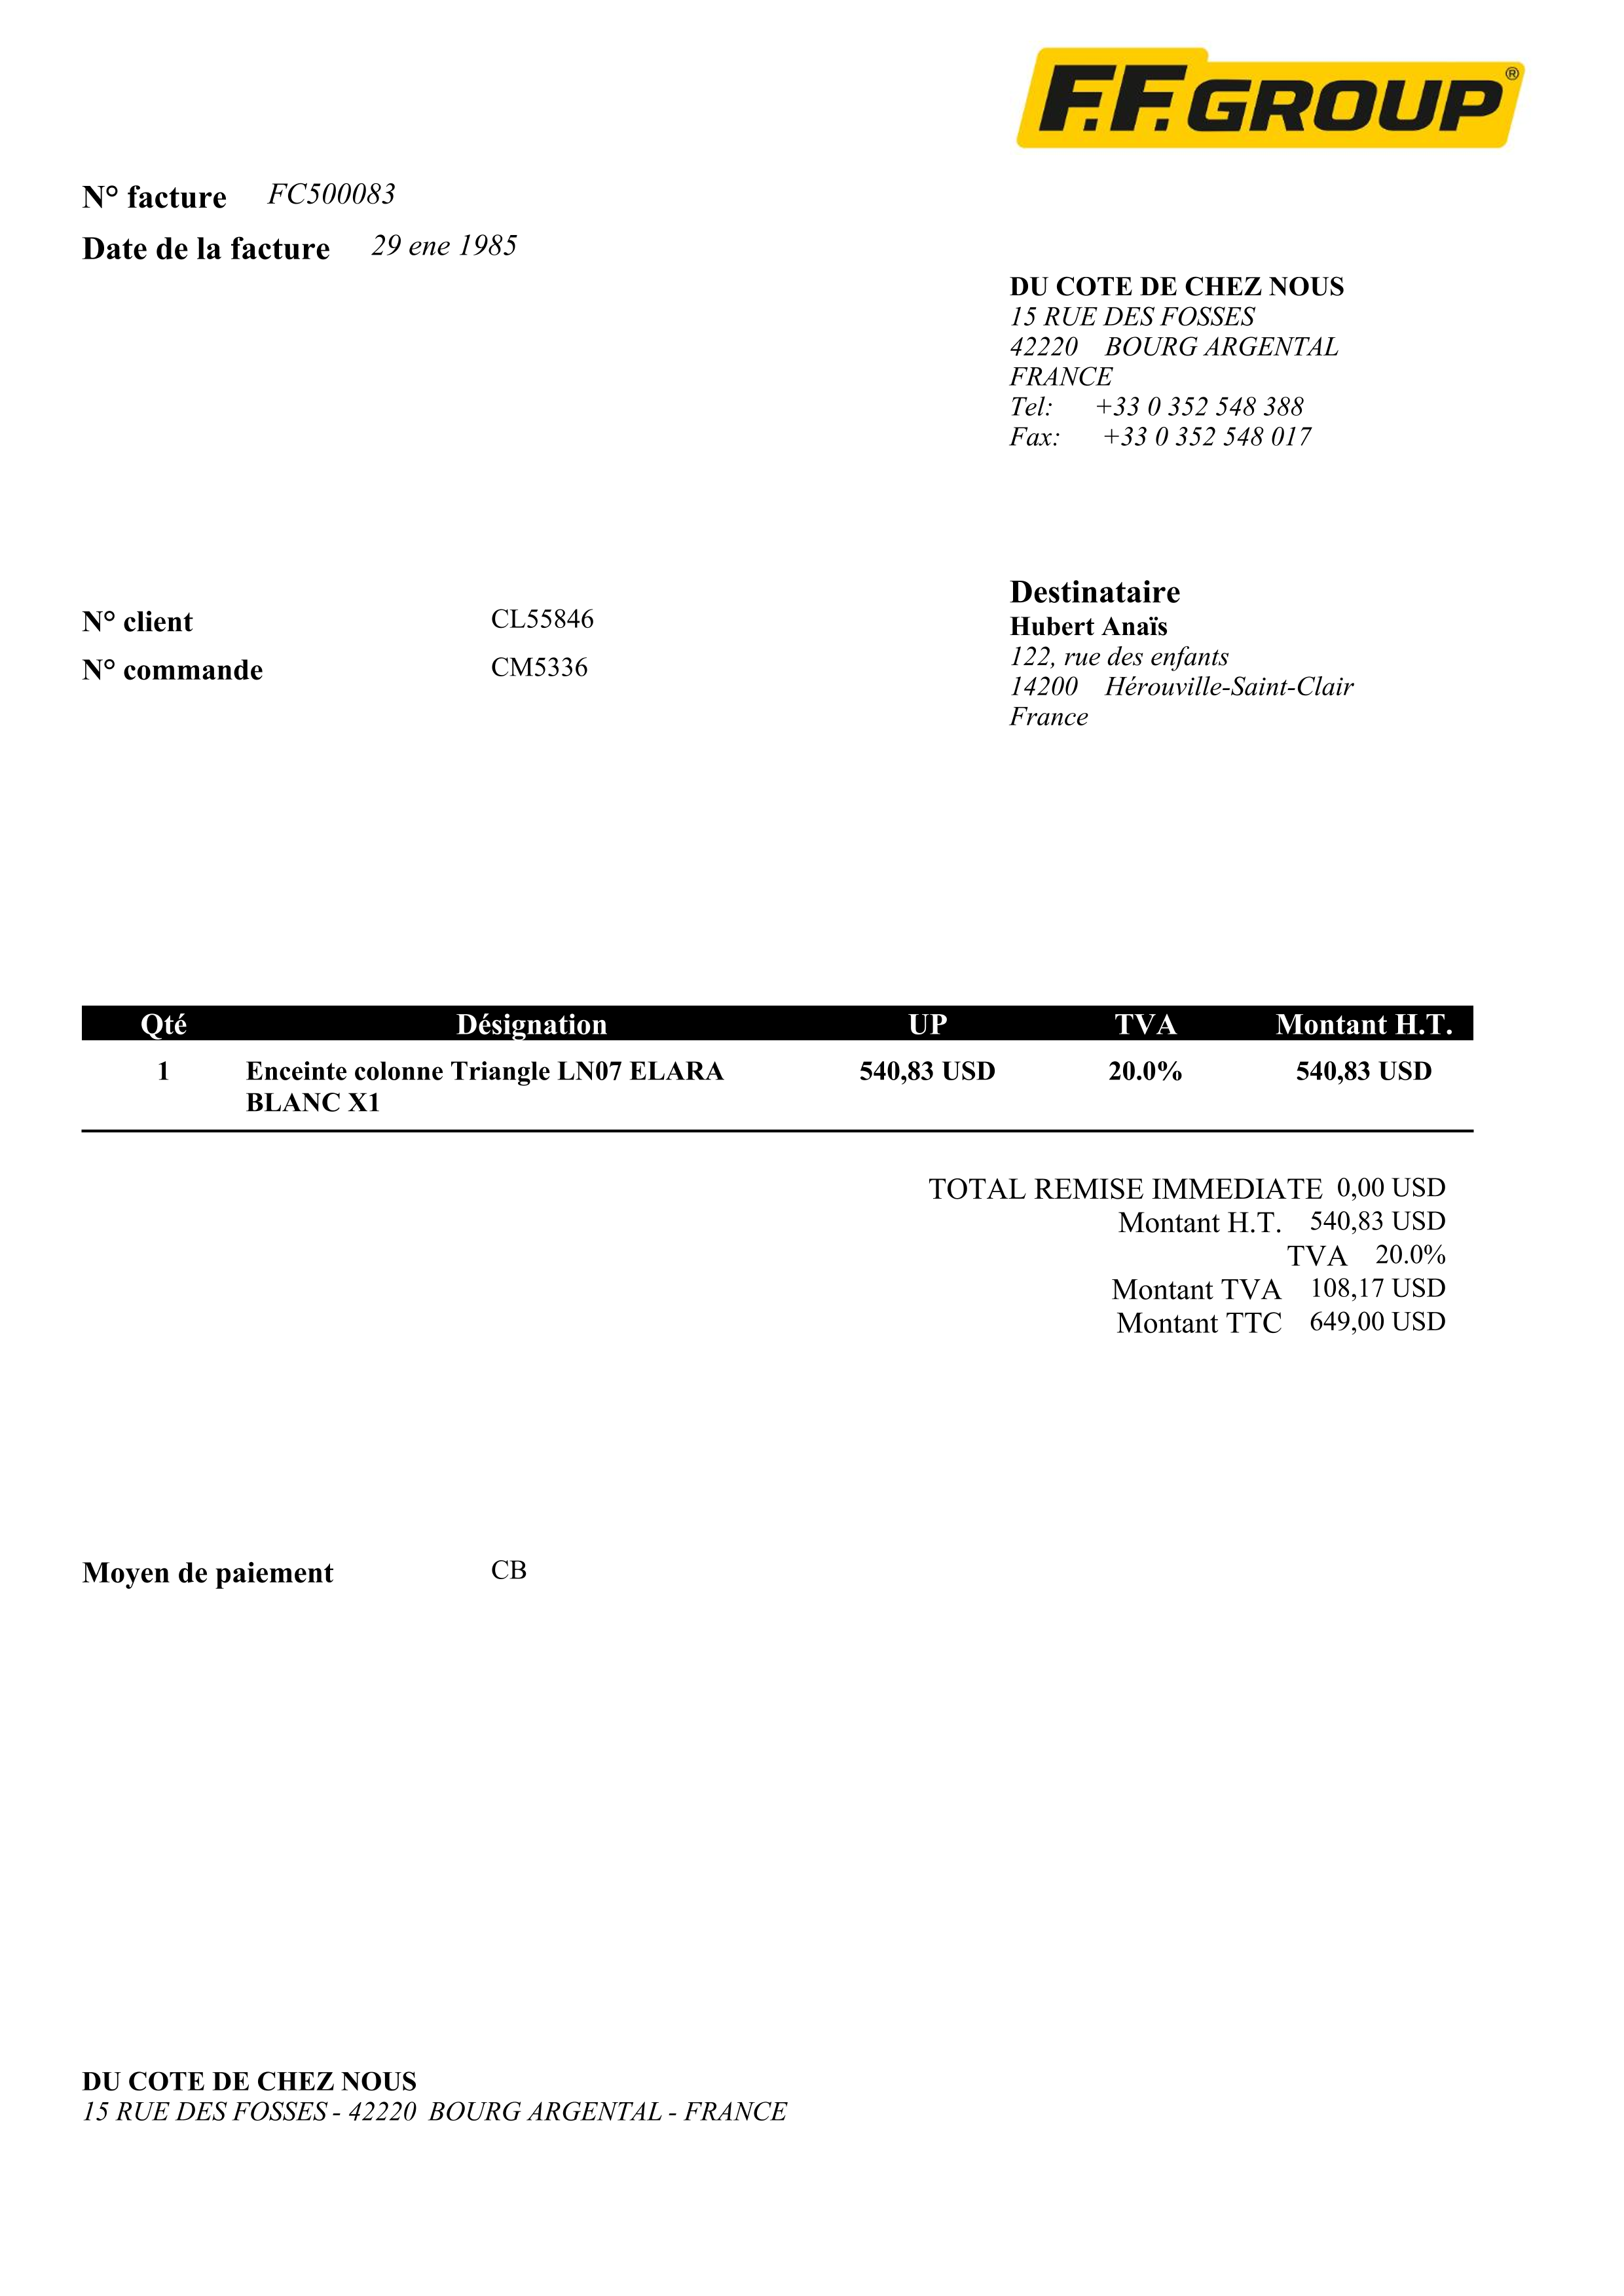 F.F. GROUP ®
N° facture FC500083
Date de la facture 29 ene 1985
DU COTE DE CHEZ NOUS
15 RUE DES FOSSES
42220 BOURG ARGENTAL
FRANCE
Tel: +33 0 352 548 388
Fax: +33 0 352 548 017
N° client CL55846
N° commande CM5336
Destinataire
Hubert Anaïs
122, rue des enfants
14200 Hérouville-Saint-Clair
France
Qté Désignation UP TVA Montant H.T.
1 Enceinte colonne Triangle LN07 ELARA 540,83 USD 20.0% 540,83 USD
BLANC X1
TOTAL REMISE IMMEDIATE 0,00 USD
Montant H.T. 540,83 USD
TVA 20.0%
Montant TVA 108,17 USD
Montant TTC 649,00 USD
Moyen de paiement CB
DU COTE DE CHEZ NOUS
15 RUE DES FOSSES - 42220 BOURG ARGENTAL - FRANCE